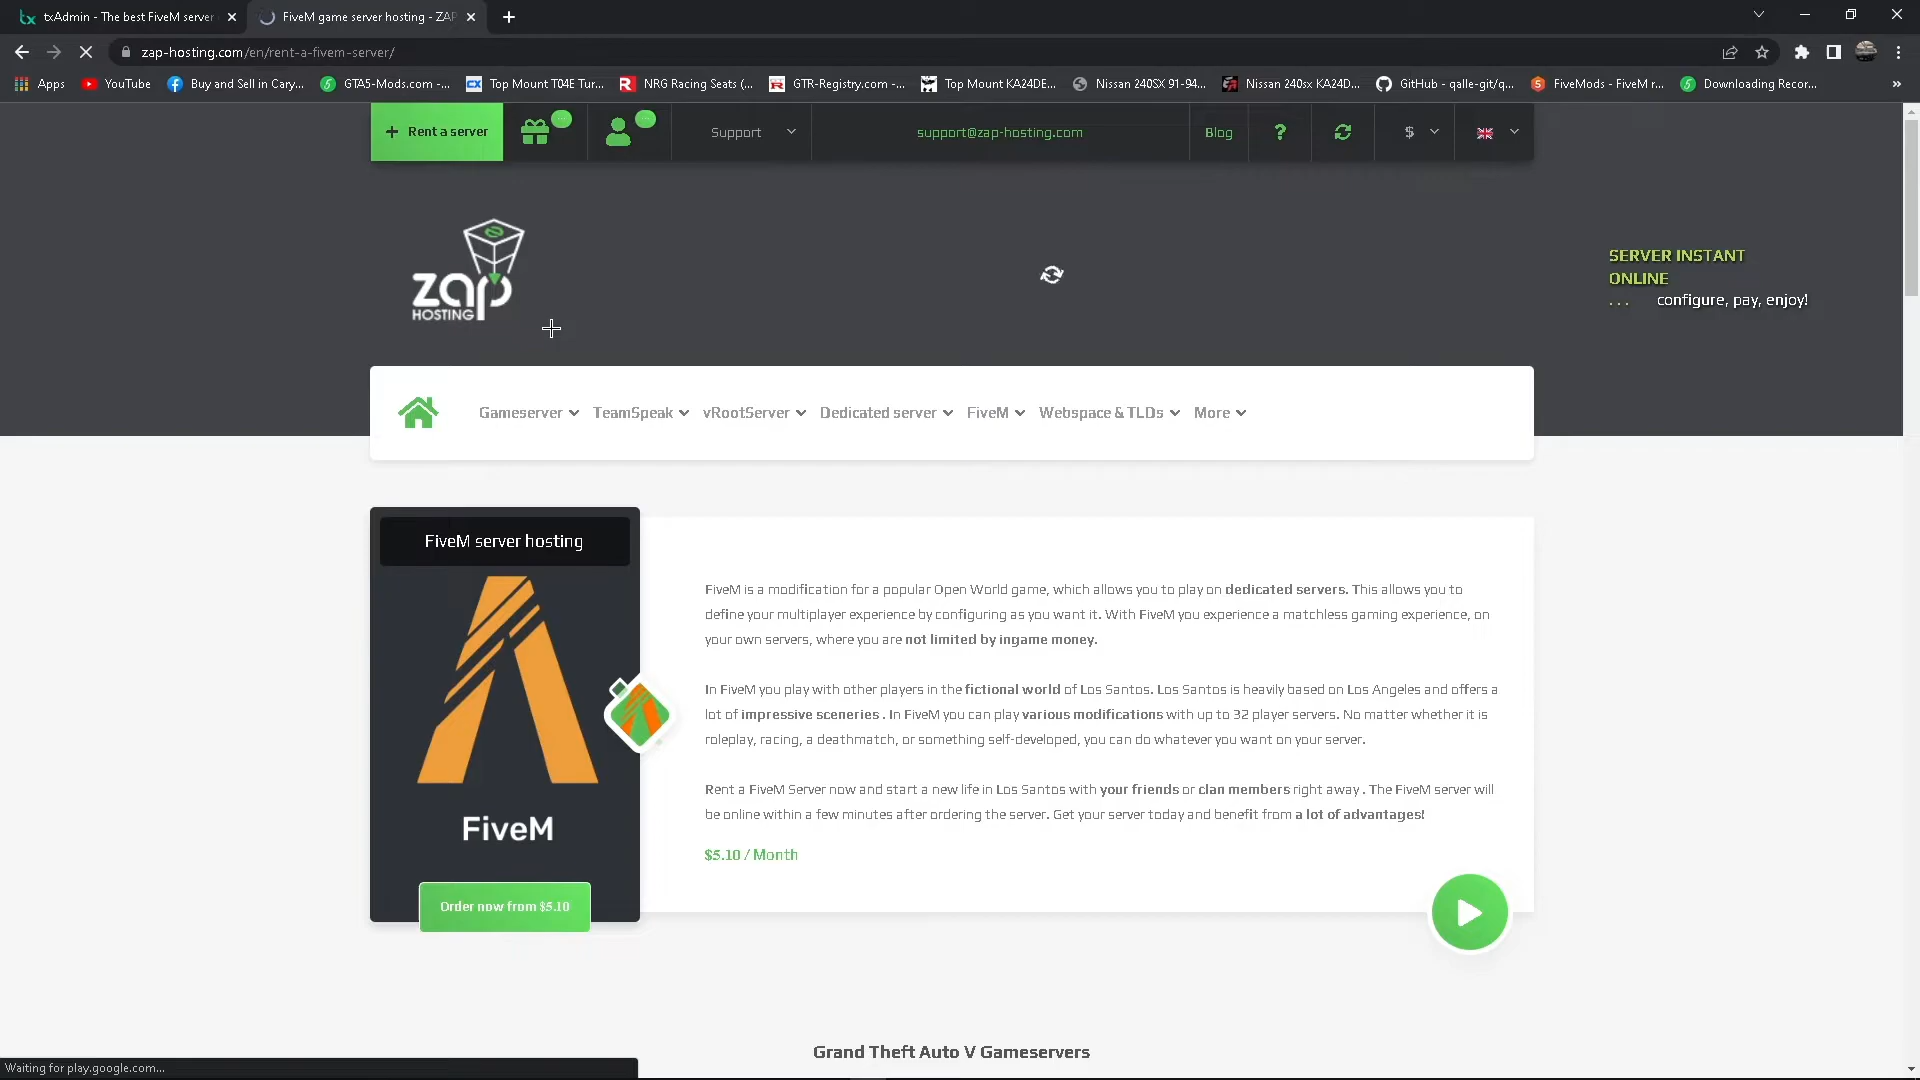 txAdmin - The best FiveM server
FiveM game server hosting - ZAP
zap-hosting.com/en/rent-a-fivem-server/
Apps
YouTube
Buy and Sell in Cary...
GTA5-Mods.com -...
Top Mount T04E Tur...
NRG Racing Seats (...
GTR-Registry.com -...
Top Mount KA24DE...
Nissan 240SX 91-94...
Nissan 240sx KA24D...
GitHub - qalle-git/q...
FiveMods - FiveM r...
Downloading Recor...
+ Rent a server
Support
support@zap-hosting.com
Blog
?
$
zap
HOSTING
SERVER INSTANT
ONLINE
... configure, pay, enjoy!
Gameserver
TeamSpeak
vRootServer
Dedicated server
FiveM
Webspace & TLDs
More
FiveM server hosting
FiveM
Order now from $5.10
FiveM is a modification for a popular Open World game, which allows you to play on dedicated servers. This allows you to
define your multiplayer experience by configuring as you want it. With FiveM you experience a matchless gaming experience, on
your own servers, where you are not limited by ingame money.
In FiveM you play with other players in the fictional world of Los Santos. Los Santos is heavily based on Los Angeles and offers a
lot of impressive sceneries . In FiveM you can play various modifications with up to 32 player servers. No matter whether it is
roleplay, racing, a deathmatch, or something self-developed, you can do whatever you want on your server.
Rent a FiveM Server now and start a new life in Los Santos with your friends or clan members right away . The FiveM server will
be online within a few minutes after ordering the server. Get your server today and benefit from a lot of advantages!
$5.10 / Month
Grand Theft Auto V Gameservers
Waiting for play.google.com...